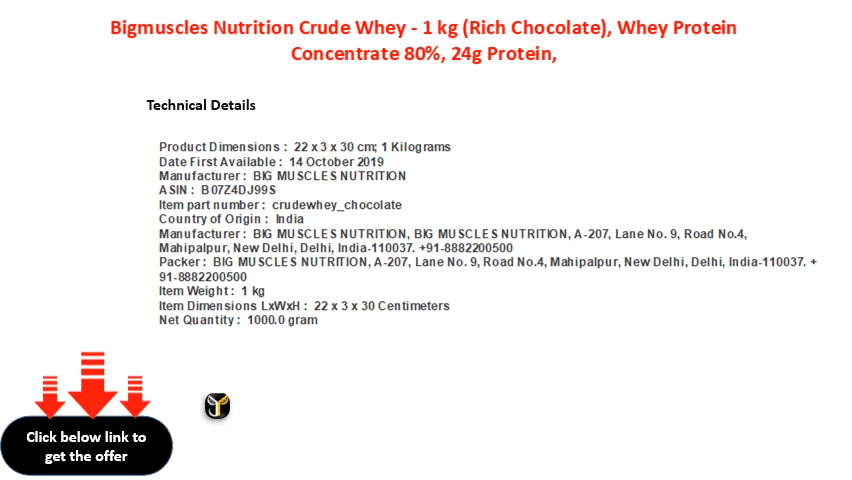 Bigmuscles Nutrition Crude Whey - 1 kg (Rich Chocolate), Whey Protein
Concentrate 80%, 24g Protein,
Technical Details
Product Dimensions : 22 x 3 x 30 cm; 1 Kilograms
Date First Available : 14 October 2019
Manufacturer : BIG MUSCLES NUTRITION
ASIN : B07Z4DJ99S
Item part number : crudewhey_chocolate
Country of Origin : India
Manufacturer : BIG MUSCLES NUTRITION, BIG MUSCLES NUTRITION, A-207, Lane No. 9, Road No.4,
Mahipalpur, New Delhi, Delhi, India-110037. +91-8882200500
Packer : BIG MUSCLES NUTRITION, A-207, Lane No. 9, Road No.4, Mahipalpur, New Delhi, Delhi, India-110037. +
91-8882200500
Item Weight : 1 kg
Item Dimensions LxWxH : 22 x 3 x 30 Centimeters
Net Quantity : 1000.0 gram
Click below link to
get the offer